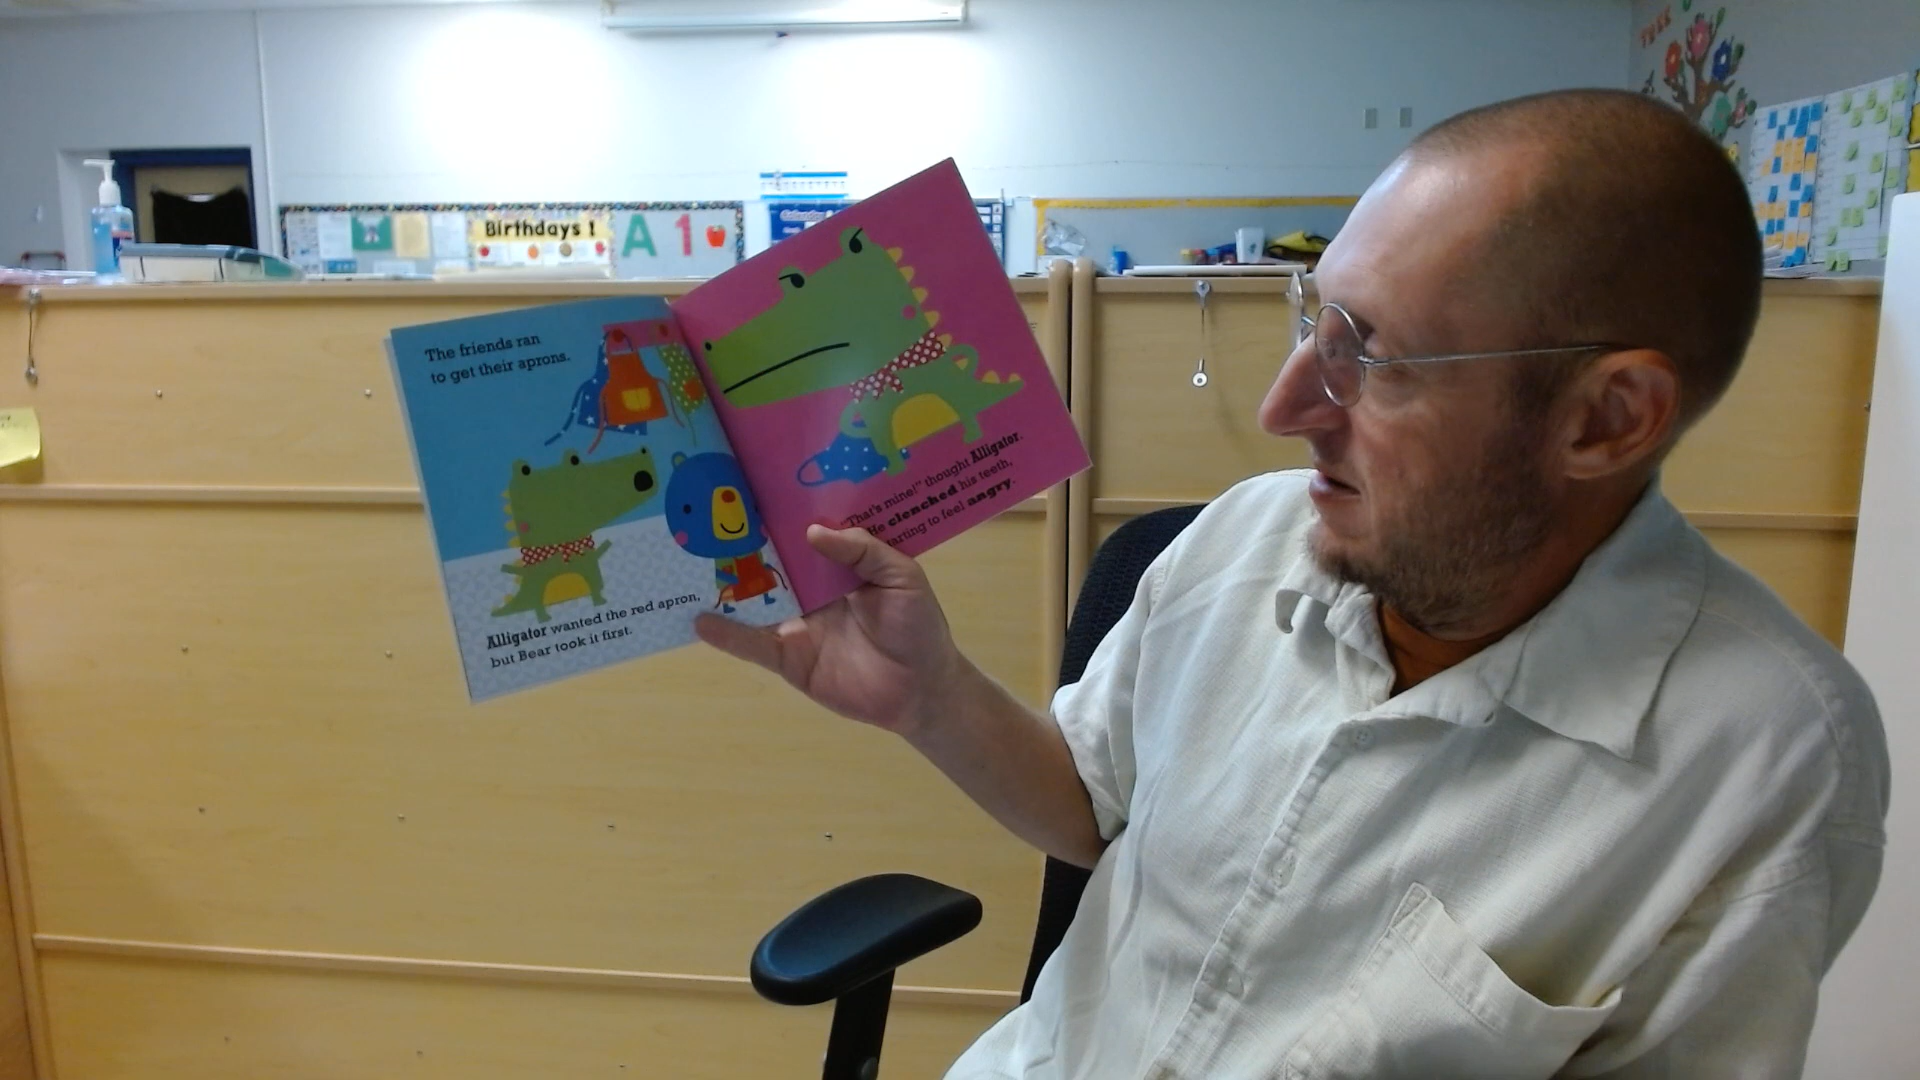 Birthdays !
A 1
Calendar
The friends ran
to get their aprons.
Alligator wanted the red apron,
but Bear took it first.
"That's mine!" thought Alligator.
He clenched his teeth,
starting to feel angry.